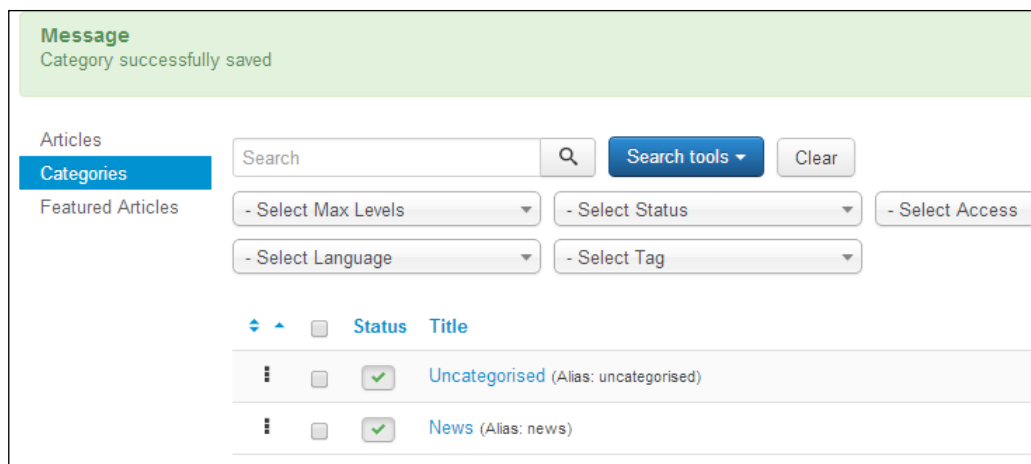 Message
Category successfully saved
Articles
Categories
Featured Articles
Search
Search tools
Clear
- Select Max Levels
- Select Status
- Select Access
- Select Language
- Select Tag
Status Title
Uncategorised (Alias: uncategorised)
News (Alias: news)